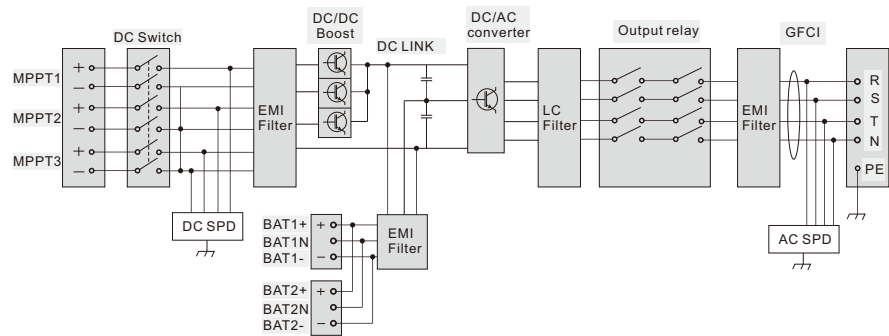 DC Switch
DC/DC
Boost
DC LINK
DC/AC
converter
Output relay
GFCI
MPPT1
MPPT2
MPPT3
+
−
+
−
+
−
EMI
Filter
LC
Filter
EMI
Filter
R
S
T
N
PE
DC SPD
AC SPD
BAT1+
BAT1N
BAT1-
+
−
EMI
Filter
BAT2+
BAT2N
BAT2-
+
−